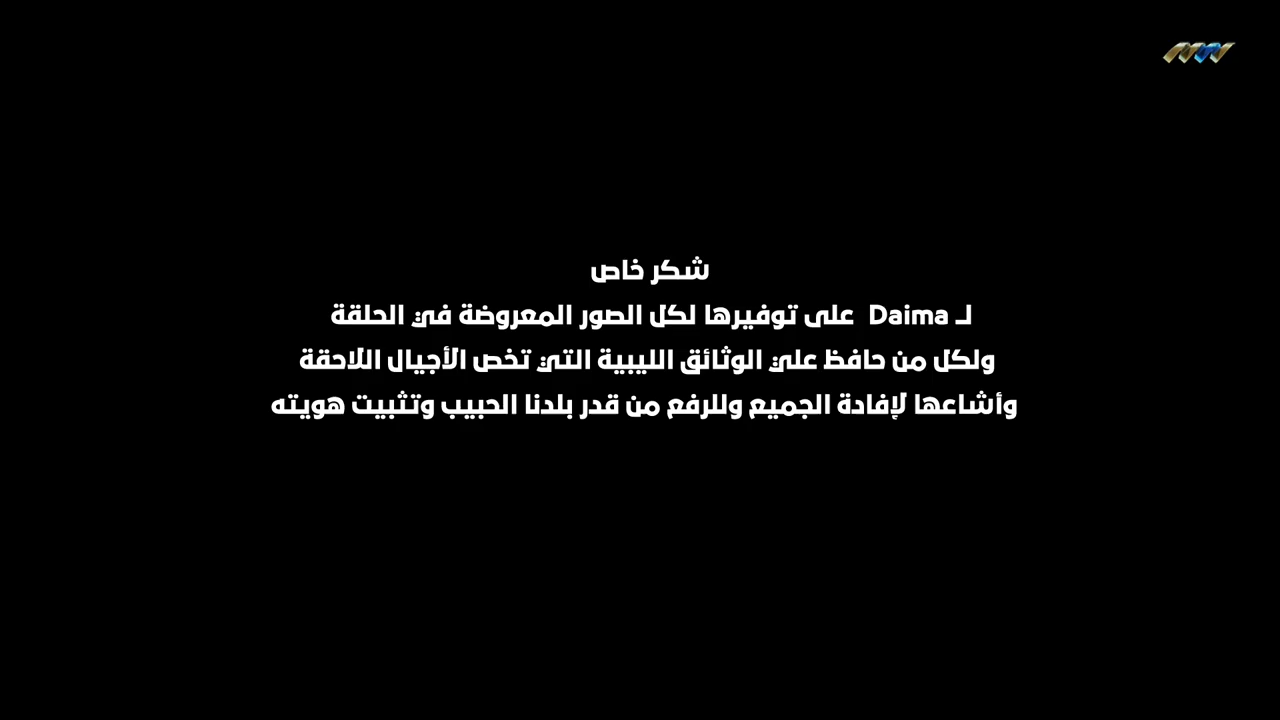 شكر خاص
لـ Daima على توفيرها لكل الصور المعروضة في الحلقة
ولكل من حافظ علي الوثائق الليبية التي تخص الأجيال اللاحقة
وأشاعها لإفادة الجميع وللرفع من قدر بلدنا الحبيب وتثبيت هويته